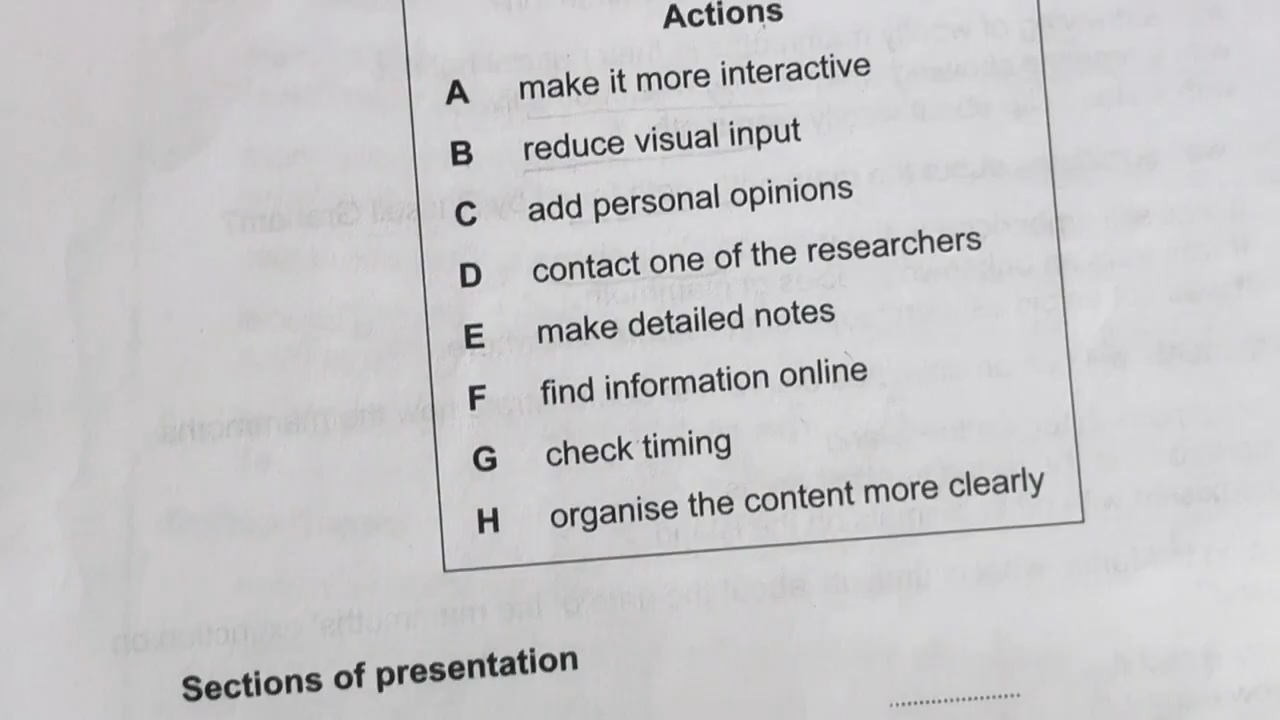 Actions
A make it more interactive
B reduce visual input
C add personal opinions
D contact one of the researchers
E make detailed notes
F find information online
G check timing
H organise the content more clearly
Sections of presentation
....................